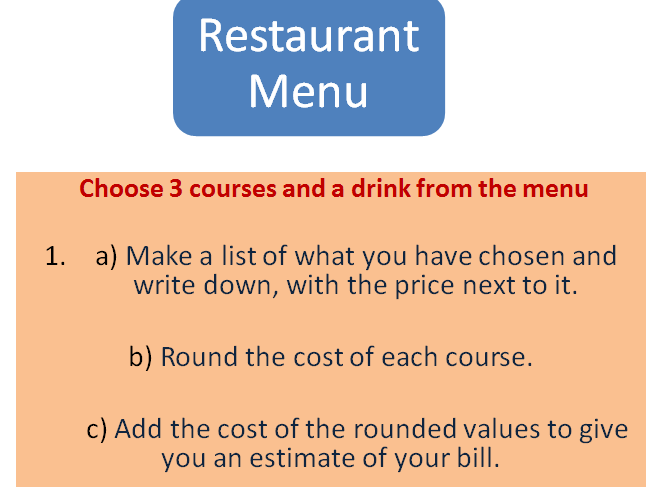 Restaurant
Menu
Choose 3 courses and a drink from the menu
1. a) Make a list of what you have chosen and
write down, with the price next to it.
b) Round the cost of each course.
c) Add the cost of the rounded values to give
you an estimate of your bill.